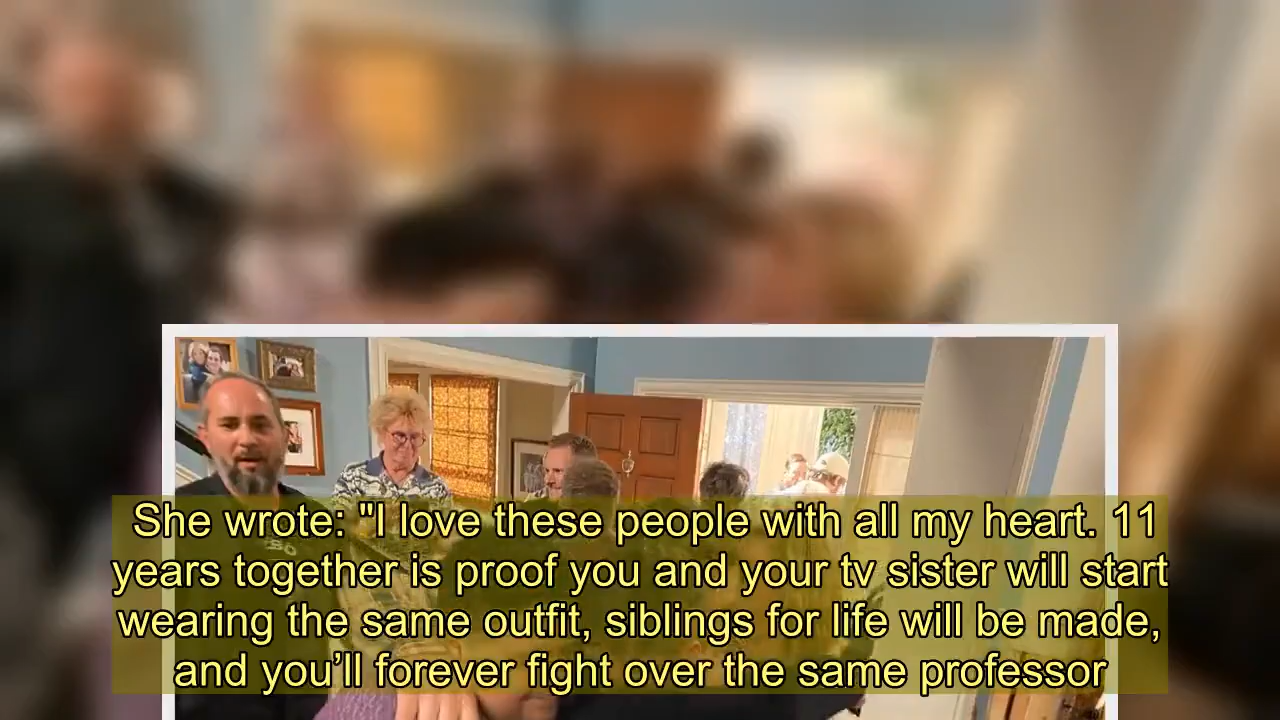 She wrote: "I love these people with all my heart. 11
years together is proof you and your tv sister will start
wearing the same outfit, siblings for life will be made,
and you’ll forever fight over the same professor